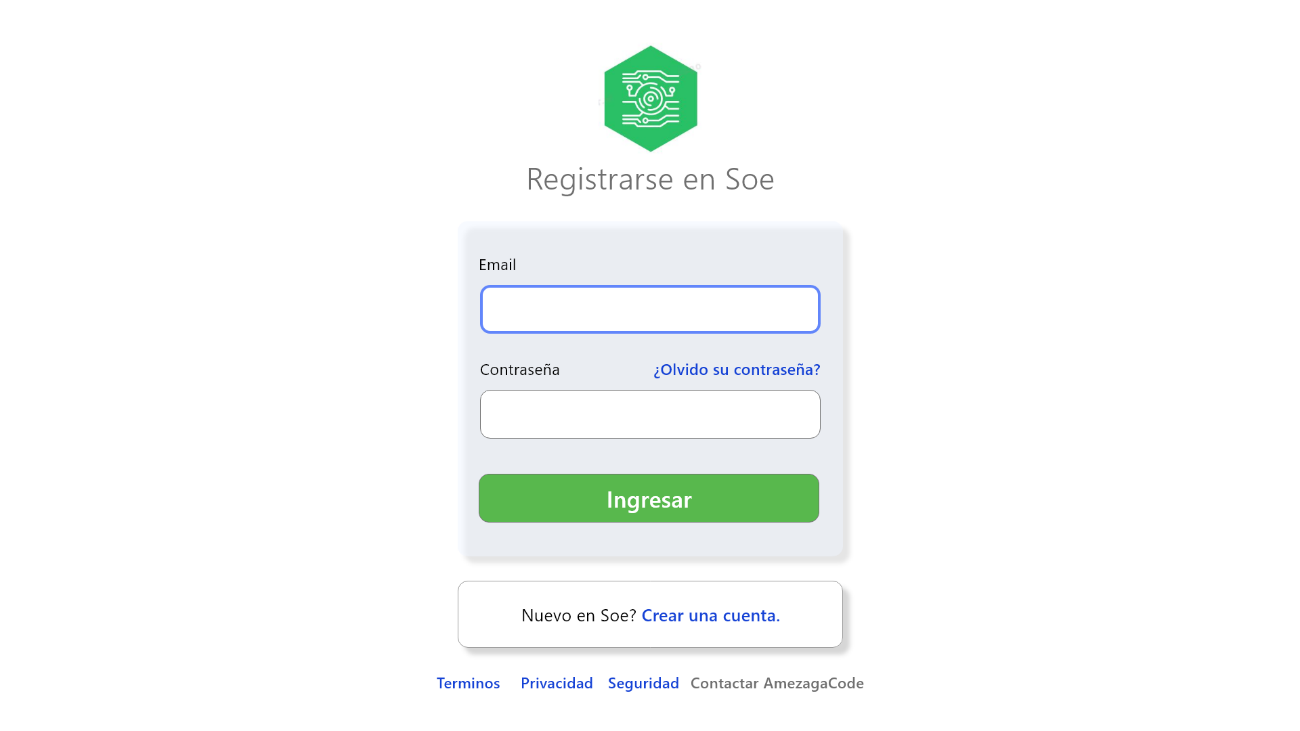 Registrarse en Soe
Email
Contraseña ¿Olvido su contraseña?
Ingresar
Nuevo en Soe? Crear una cuenta.
Terminos Privacidad Seguridad Contactar AmezagaCode